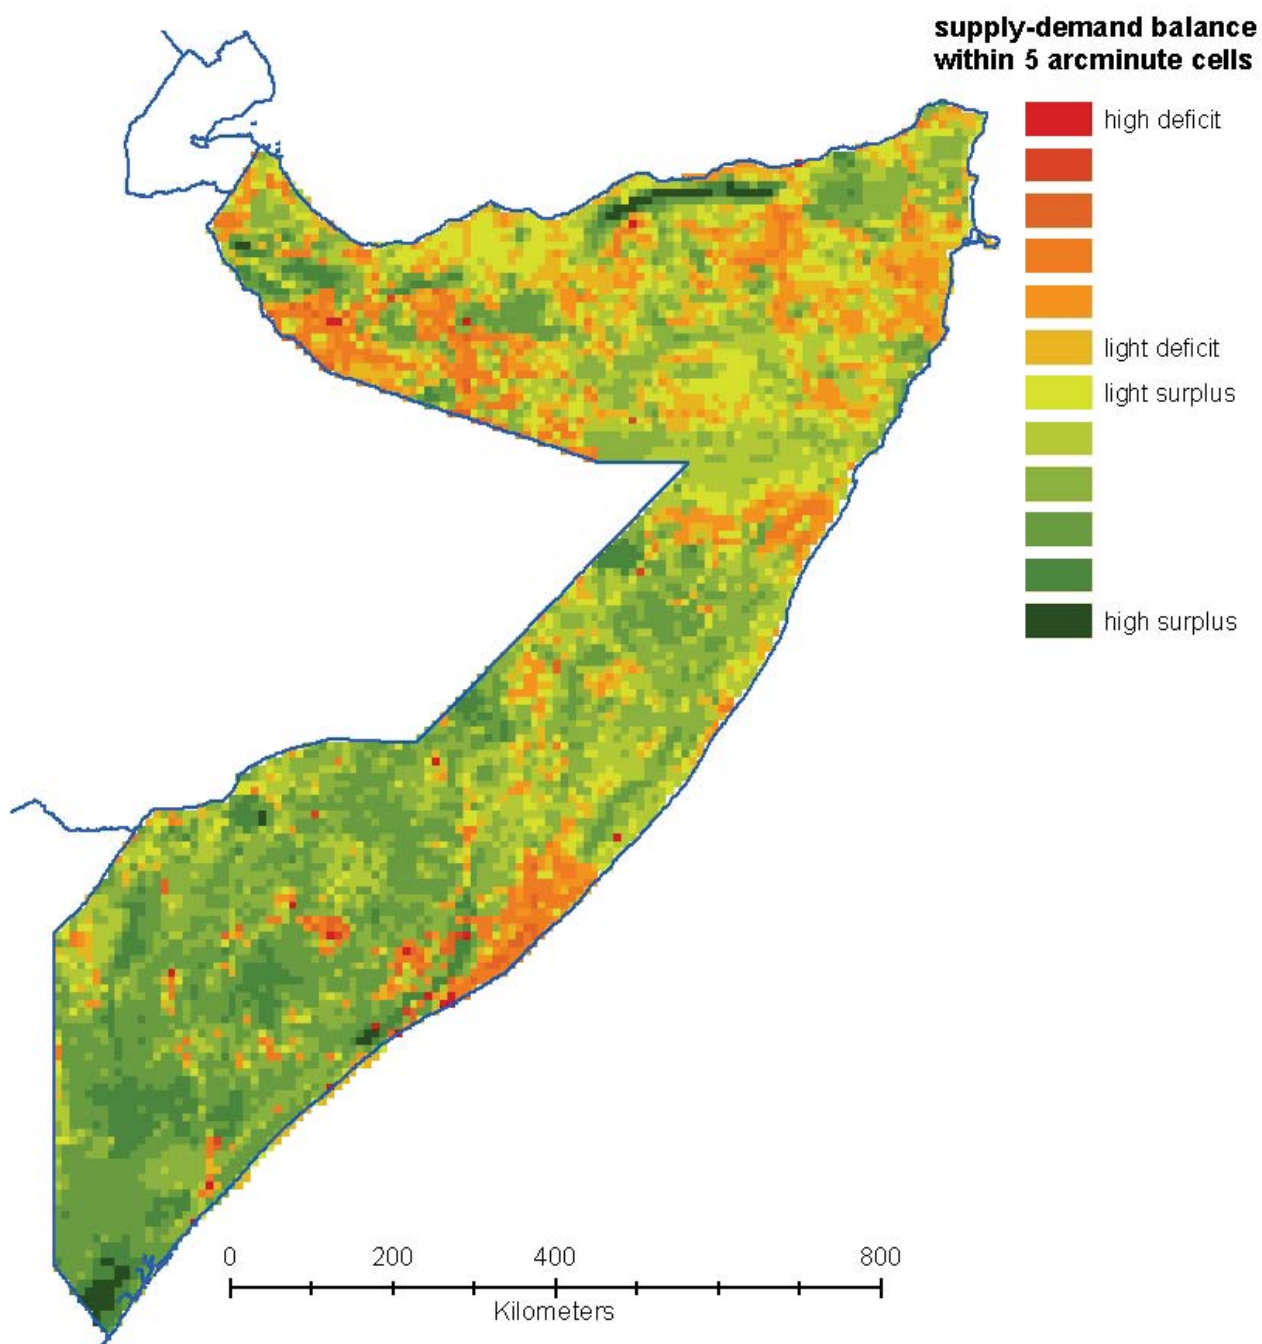 supply-demand balance
within 5 arcminute cells
high deficit
light deficit
light surplus
high surplus
0 200 400 800
Kilometers